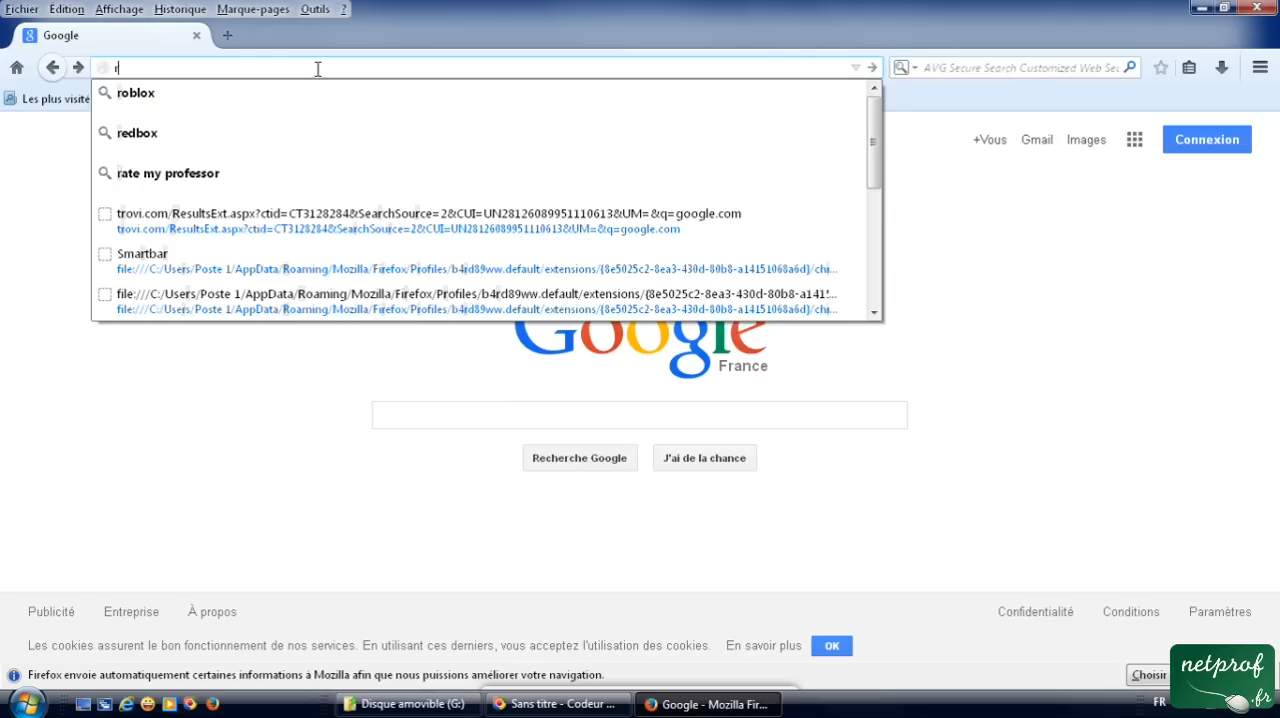 Fichier Edition Affichage Historique Marque-pages Outils ?
Google
r
AVG Secure Search Customized Web Sec
Les plus visité
roblox
redbox
rate my professor
trovi.com/ResultsExt.aspx?ctid=CT3128284&SearchSource=2&CUI=UN28126089951110613&UM=&q=google.com
trovi.com/ResultsExt.aspx?ctid=CT3128284&SearchSource=2&CUI=UN28126089951110613&UM=&q=google.com
Smartbar
file:///C:/Users/Poste 1/AppData/Roaming/Mozilla/Firefox/Profiles/b4rd89ww.default/extensions/{8e5025c2-8ea3-430d-80b8-a14151068a6d}/chr...
file:///C:/Users/Poste 1/AppData/Roaming/Mozilla/Firefox/Profiles/b4rd89ww.default/extensions/{8e5025c2-8ea3-430d-80b8-a141...
file:///C:/Users/Poste 1/AppData/Roaming/Mozilla/Firefox/Profiles/b4rd89ww.default/extensions/{8e5025c2-8ea3-430d-80b8-a14151068a6d}/chr...
+Vous Gmail Images Connexion
Google
France
Recherche Google J'ai de la chance
Publicité Entreprise À propos Confidentialité Conditions Paramètres
Les cookies assurent le bon fonctionnement de nos services. En utilisant ces derniers, vous acceptez l'utilisation des cookies. En savoir plus OK
Firefox envoie automatiquement certaines informations à Mozilla afin que nous puissions améliorer votre navigation. Choisir
Disque amovible (G:) Sans titre - Codeur ... Google - Mozilla Fir... FR
netprof
.fr